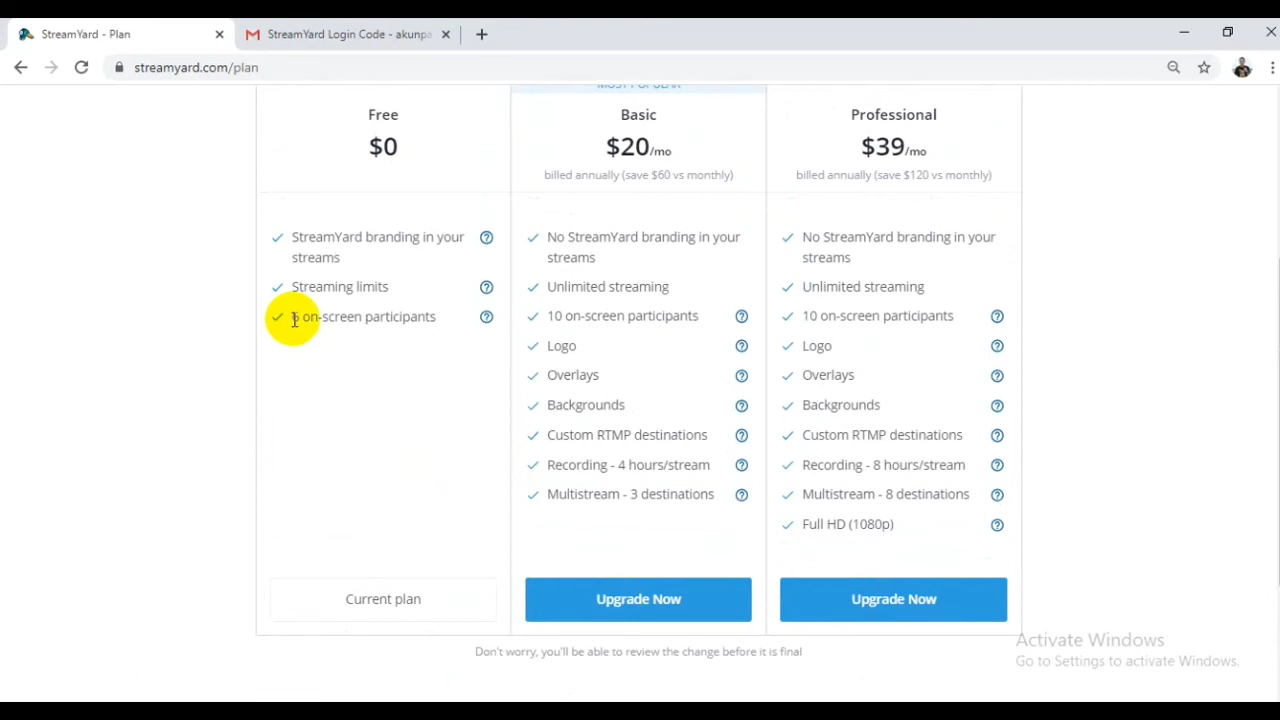 StreamYard - Plan
StreamYard Login Code - akunpa
streamyard.com/plan
Free
$0
StreamYard branding in your
streams
Streaming limits
on-screen participants
Current plan
MOST POPULAR
Basic
$20/mo
billed annually (save $60 vs monthly)
No StreamYard branding in your
streams
Unlimited streaming
10 on-screen participants
Logo
Overlays
Backgrounds
Custom RTMP destinations
Recording - 4 hours/stream
Multistream - 3 destinations
Upgrade Now
Professional
$39/mo
billed annually (save $120 vs monthly)
No StreamYard branding in your
streams
Unlimited streaming
10 on-screen participants
Logo
Overlays
Backgrounds
Custom RTMP destinations
Recording - 8 hours/stream
Multistream - 8 destinations
Full HD (1080p)
Upgrade Now
Don't worry, you'll be able to review the change before it is final
Activate Windows
Go to Settings to activate Windows.